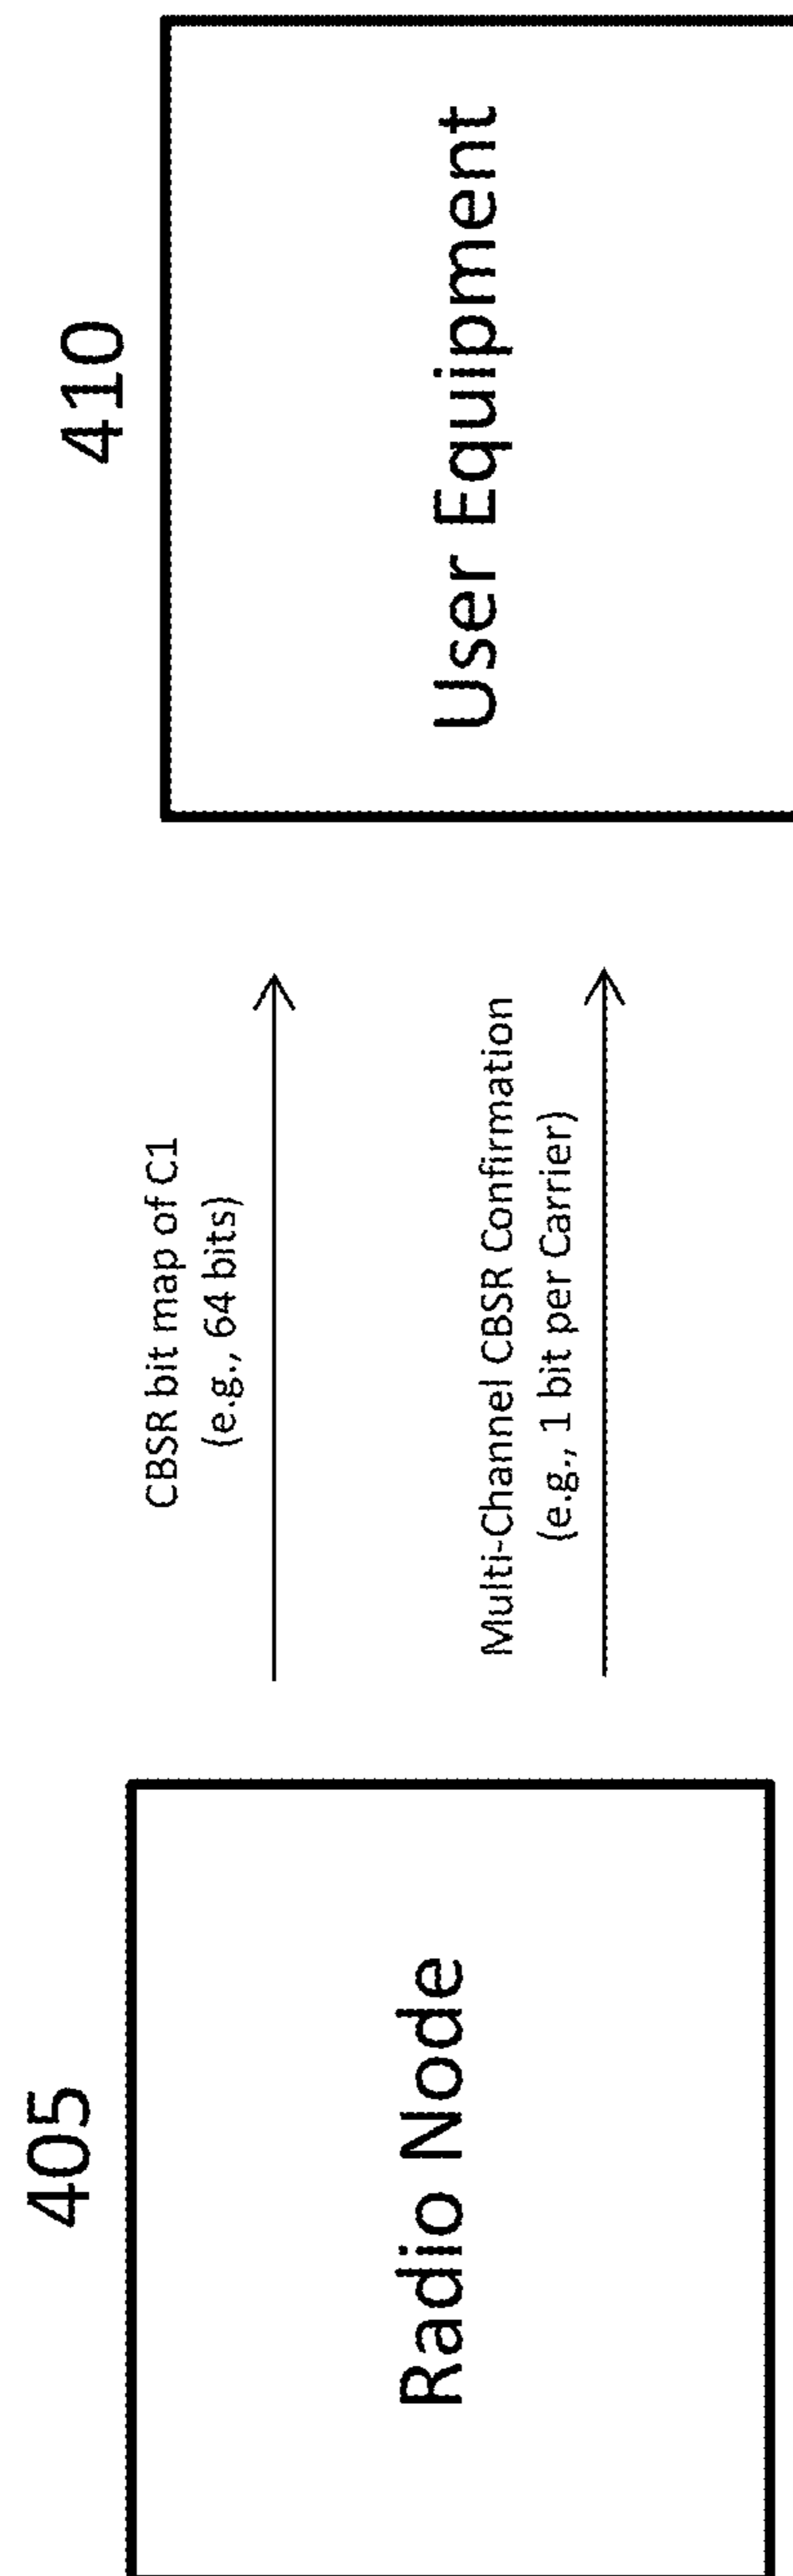 405
Radio Node
CBSR bit map of C1
(e.g., 64 bits)
Multi-Channel CBSR Confirmation
(e.g., 1 bit per Carrier)
410
User Equipment